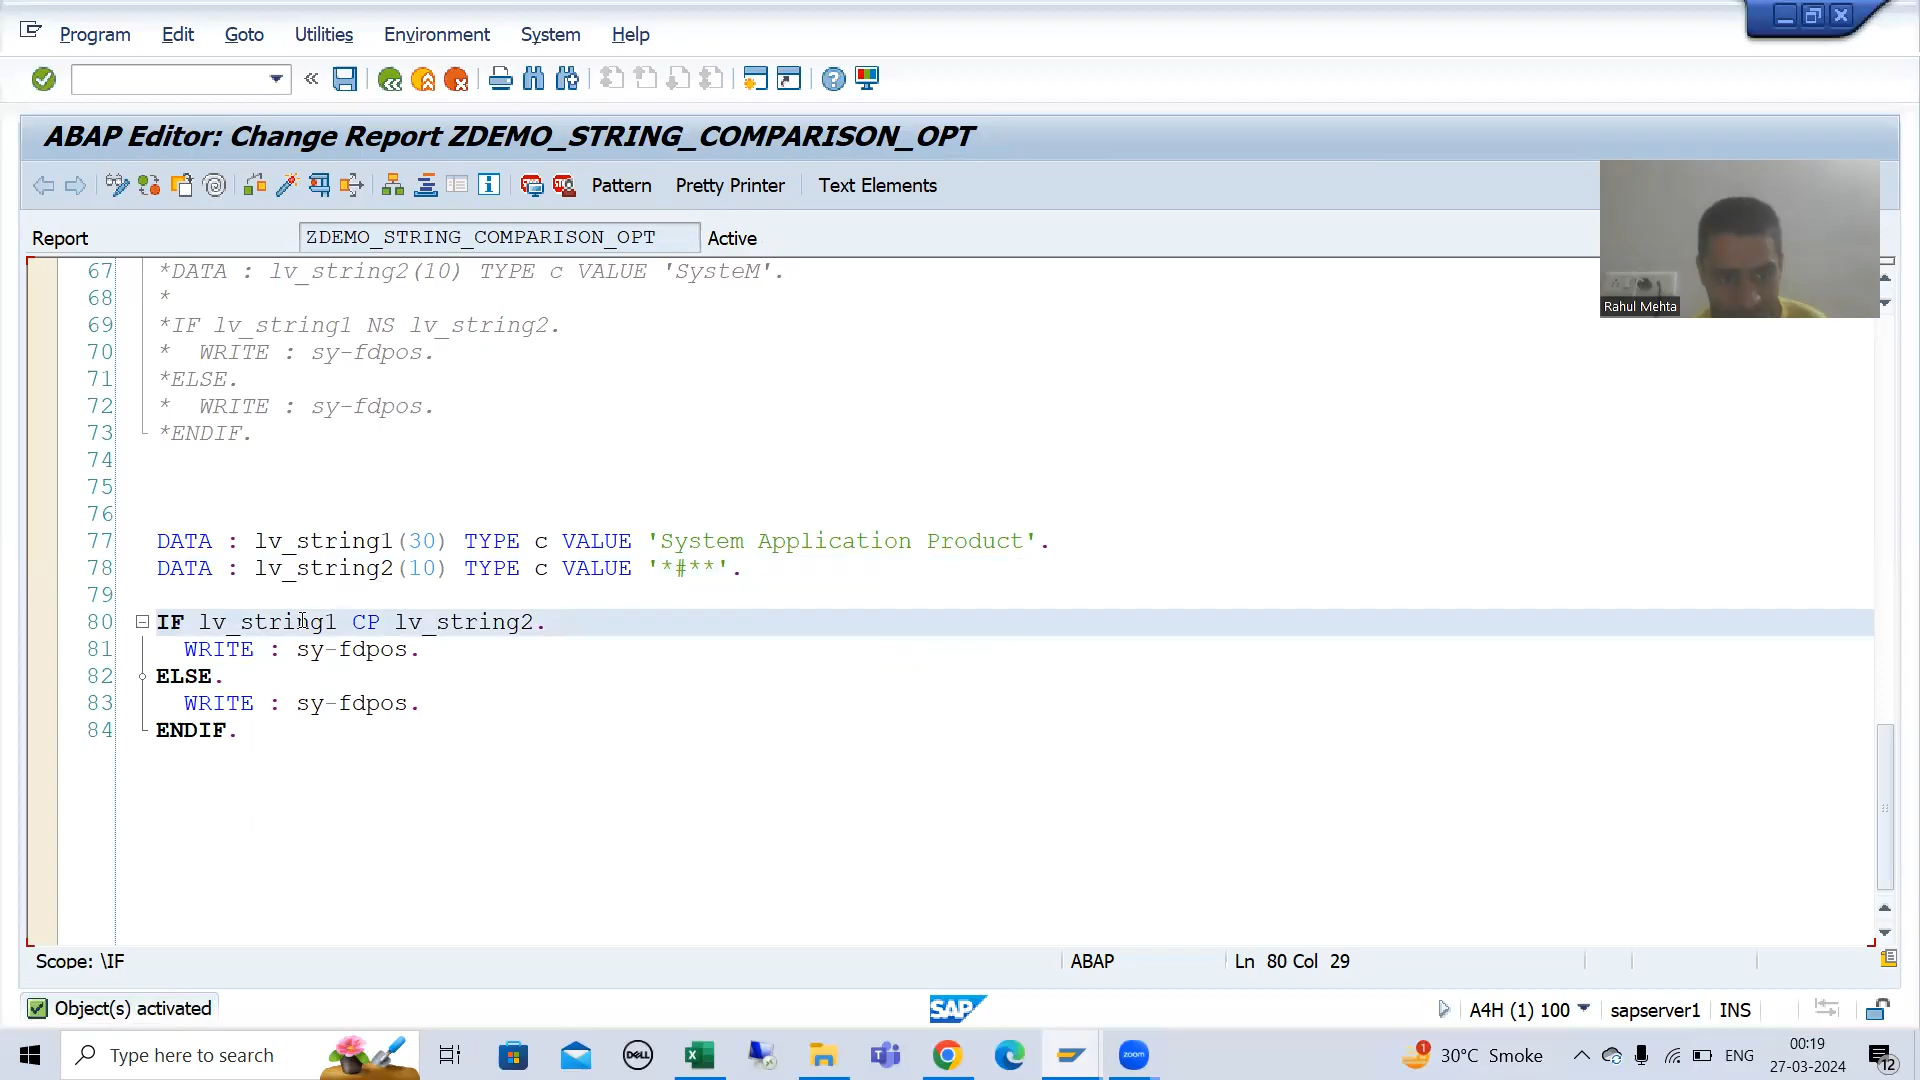 Program Edit Goto Utilities Environment System Help
ABAP Editor: Change Report ZDEMO_STRING_COMPARISON_OPT
Pattern Pretty Printer Text Elements
Report ZDEMO_STRING_COMPARISON_OPT Active
Rahul Mehta
67 *DATA : lv_string2(10) TYPE c VALUE 'SysteM'.
68 *
69 *IF lv_string1 NS lv_string2.
70 *  WRITE : sy-fdpos.
71 *ELSE.
72 *  WRITE : sy-fdpos.
73 *ENDIF.
74
75
76
77 DATA : lv_string1(30) TYPE c VALUE 'System Application Product'.
78 DATA : lv_string2(10) TYPE c VALUE '*#**'.
79
80 IF lv_string1 CP lv_string2.
81   WRITE : sy-fdpos.
82 ELSE.
83   WRITE : sy-fdpos.
84 ENDIF.
Scope: \IF ABAP Ln 80 Col 29
Object(s) activated SAP A4H (1) 100 sapserver1 INS
Type here to search DELL zoom 1 30°C Smoke ENG 00:19
27-03-2024 12